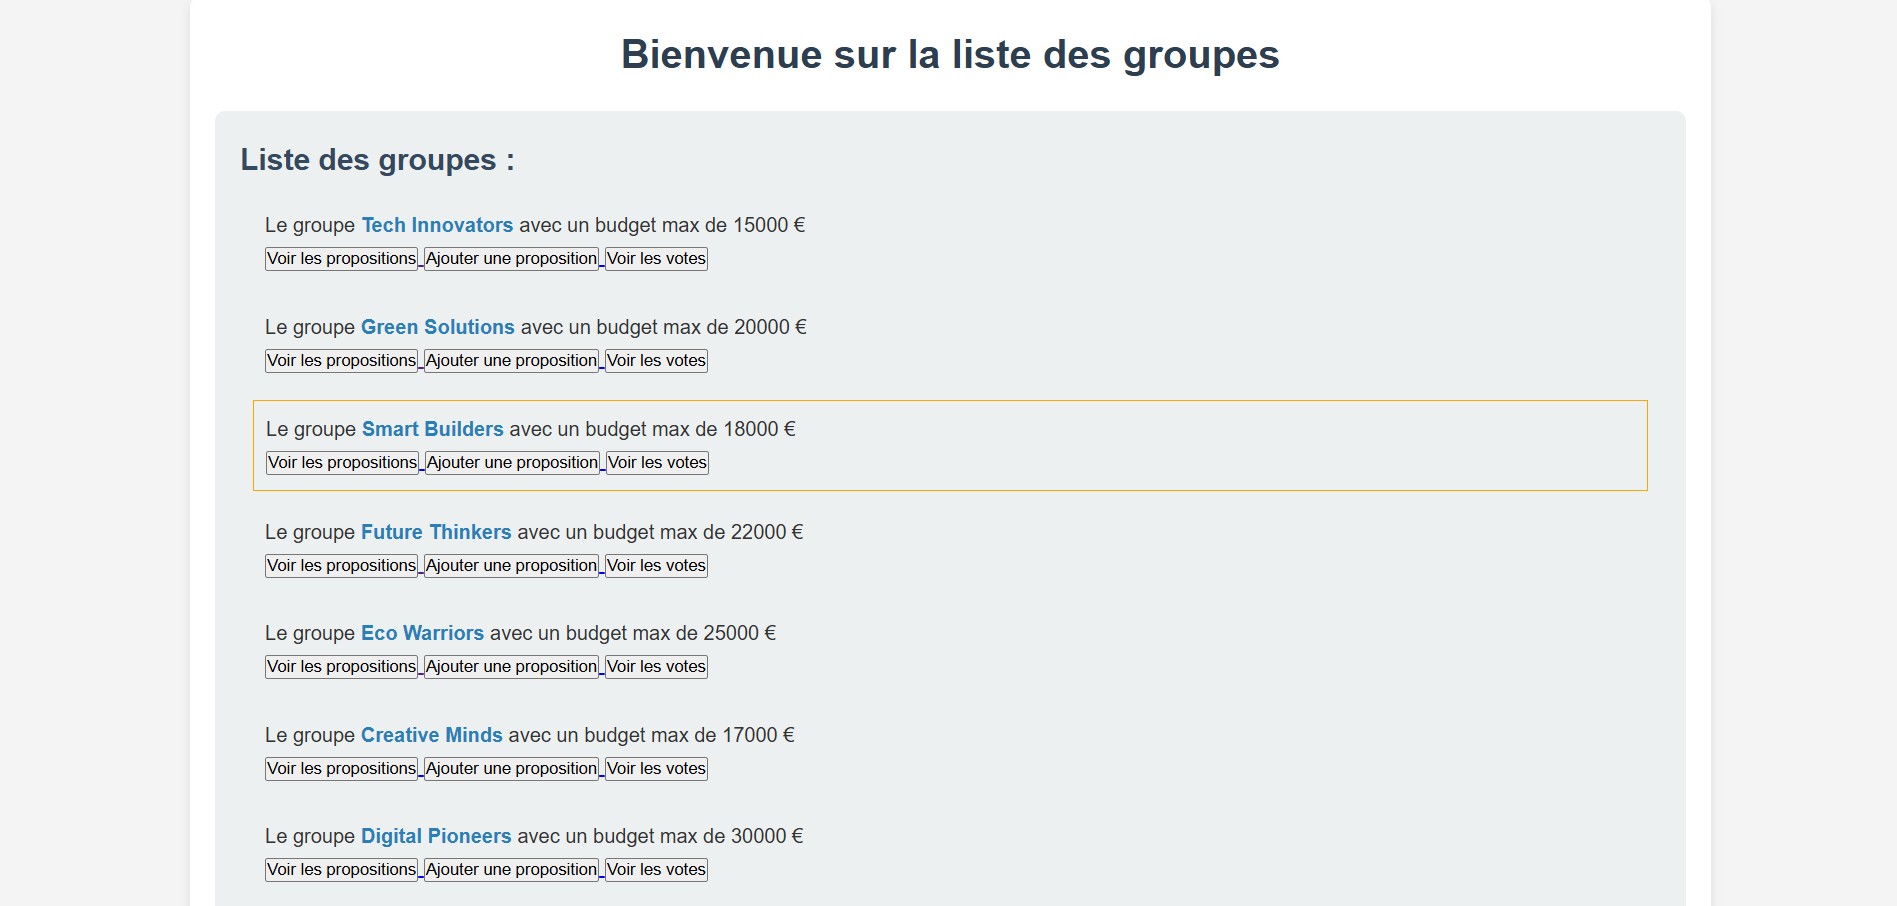 Bienvenue sur la liste des groupes
Liste des groupes :
Le groupe Tech Innovators avec un budget max de 15000 €
Voir les propositions Ajouter une proposition Voir les votes
Le groupe Green Solutions avec un budget max de 20000 €
Voir les propositions Ajouter une proposition Voir les votes
Le groupe Smart Builders avec un budget max de 18000 €
Voir les propositions Ajouter une proposition Voir les votes
Le groupe Future Thinkers avec un budget max de 22000 €
Voir les propositions Ajouter une proposition Voir les votes
Le groupe Eco Warriors avec un budget max de 25000 €
Voir les propositions Ajouter une proposition Voir les votes
Le groupe Creative Minds avec un budget max de 17000 €
Voir les propositions Ajouter une proposition Voir les votes
Le groupe Digital Pioneers avec un budget max de 30000 €
Voir les propositions Ajouter une proposition Voir les votes